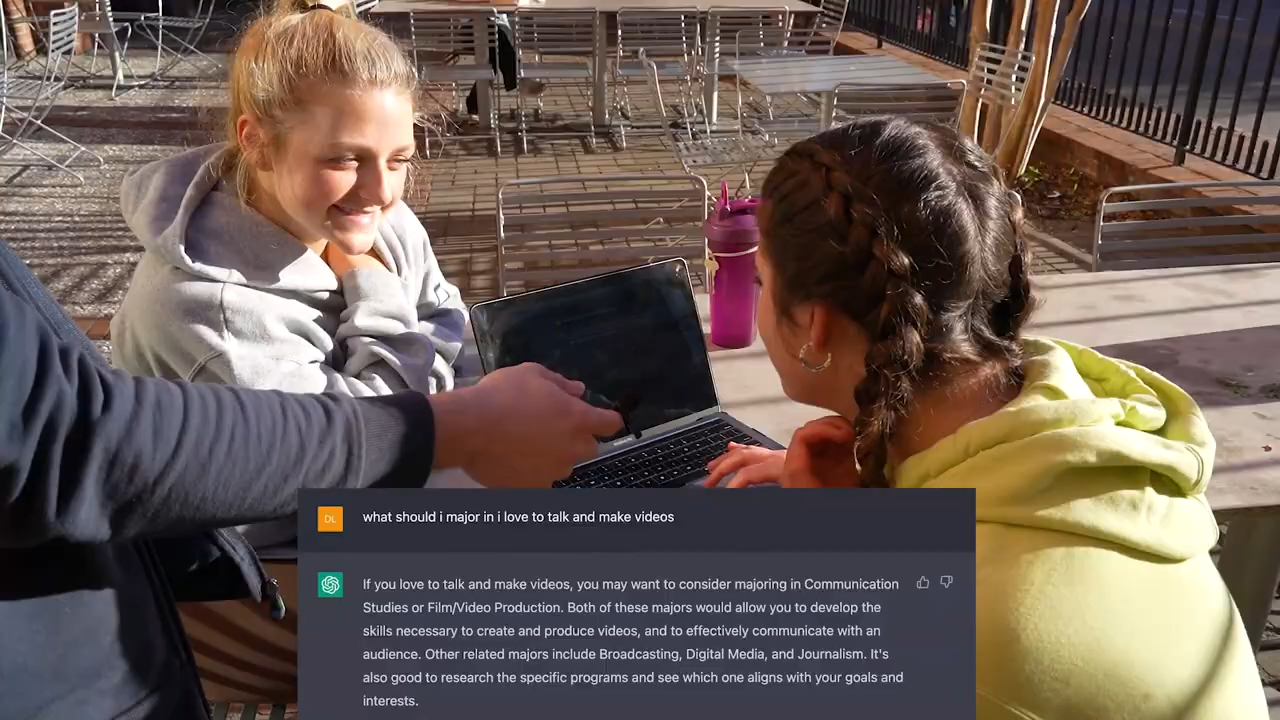 DL
what should i major in i love to talk and make videos
If you love to talk and make videos, you may want to consider majoring in Communication
Studies or Film/Video Production. Both of these majors would allow you to develop the
skills necessary to create and produce videos, and to effectively communicate with an
audience. Other related majors include Broadcasting, Digital Media, and Journalism. It's
also good to research the specific programs and see which one aligns with your goals and
interests.